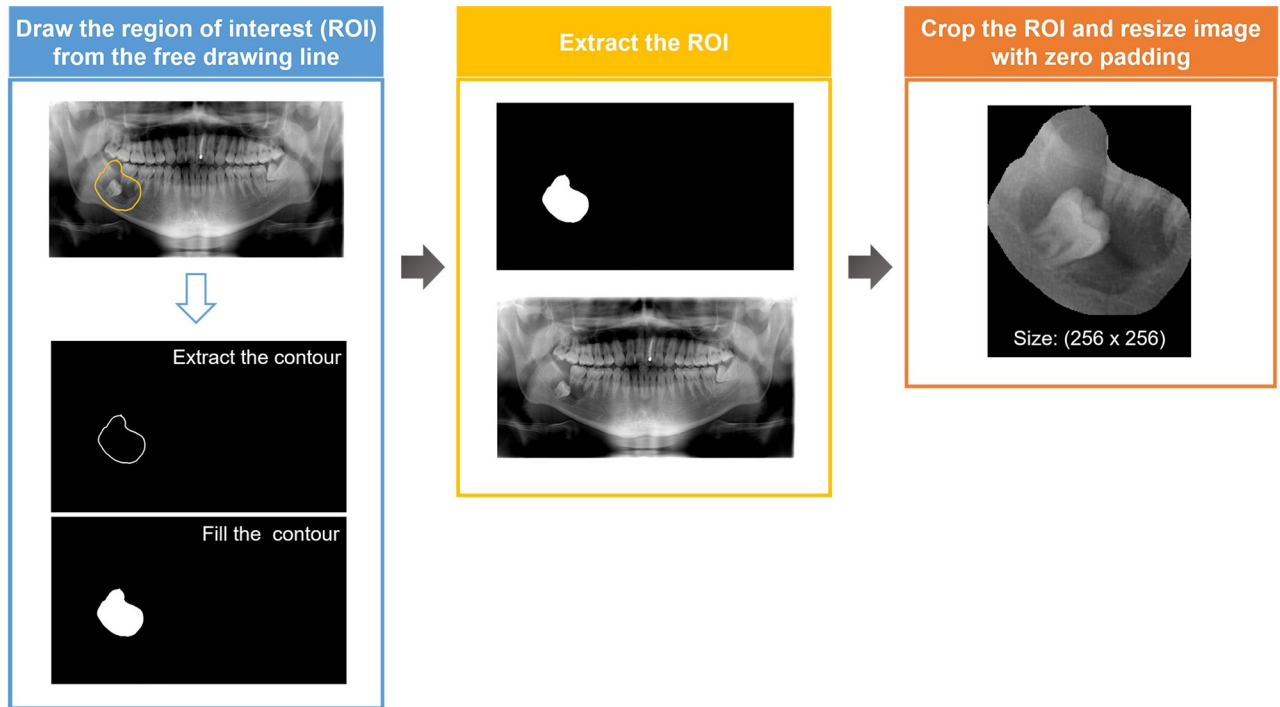 Draw the region of interest (ROI)
from the free drawing line
Extract the contour
Fill the  contour
Extract the ROI
Crop the ROI and resize image
with zero padding
Size: (256 x 256)